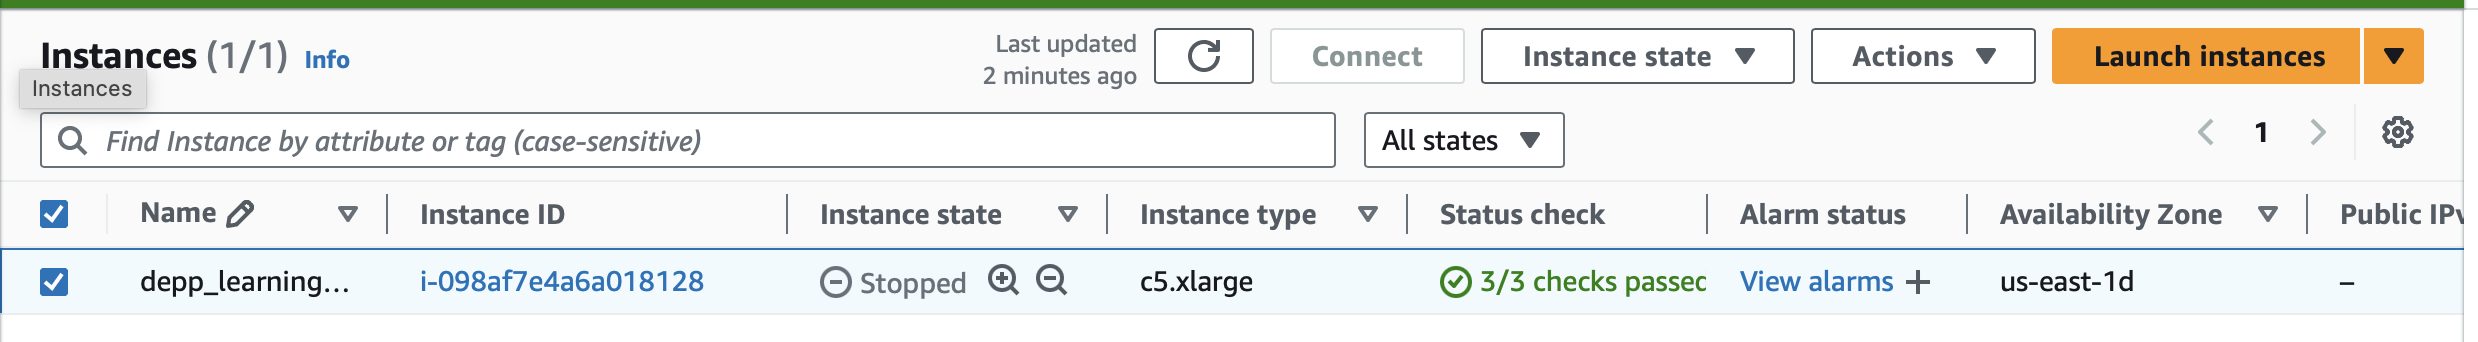 Instances (1/1) Info
Instances
Last updated
2 minutes ago
Connect
Instance state
Actions
Launch instances
Find Instance by attribute or tag (case-sensitive)
All states
1
Name Instance ID Instance state Instance type Status check Alarm status Availability Zone Public IPv
depp_learning... i-098af7e4a6a018128 Stopped c5.xlarge 3/3 checks passed View alarms + us-east-1d –